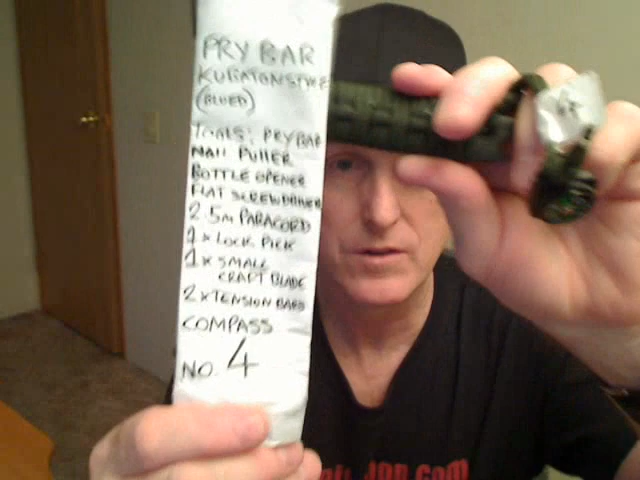 PRY BAR
KUBATONSTYLE
(BLUED)
TOOLS: PRYBAR
NAIL PULLER
BOTTLE OPENER
FLAT SCREWDRIVER
2.5m PARACORD
1 x LOCK PICK
1 x SMALL
CRAFT BLADE
2 x TENSION BARS
COMPASS
NO. 4